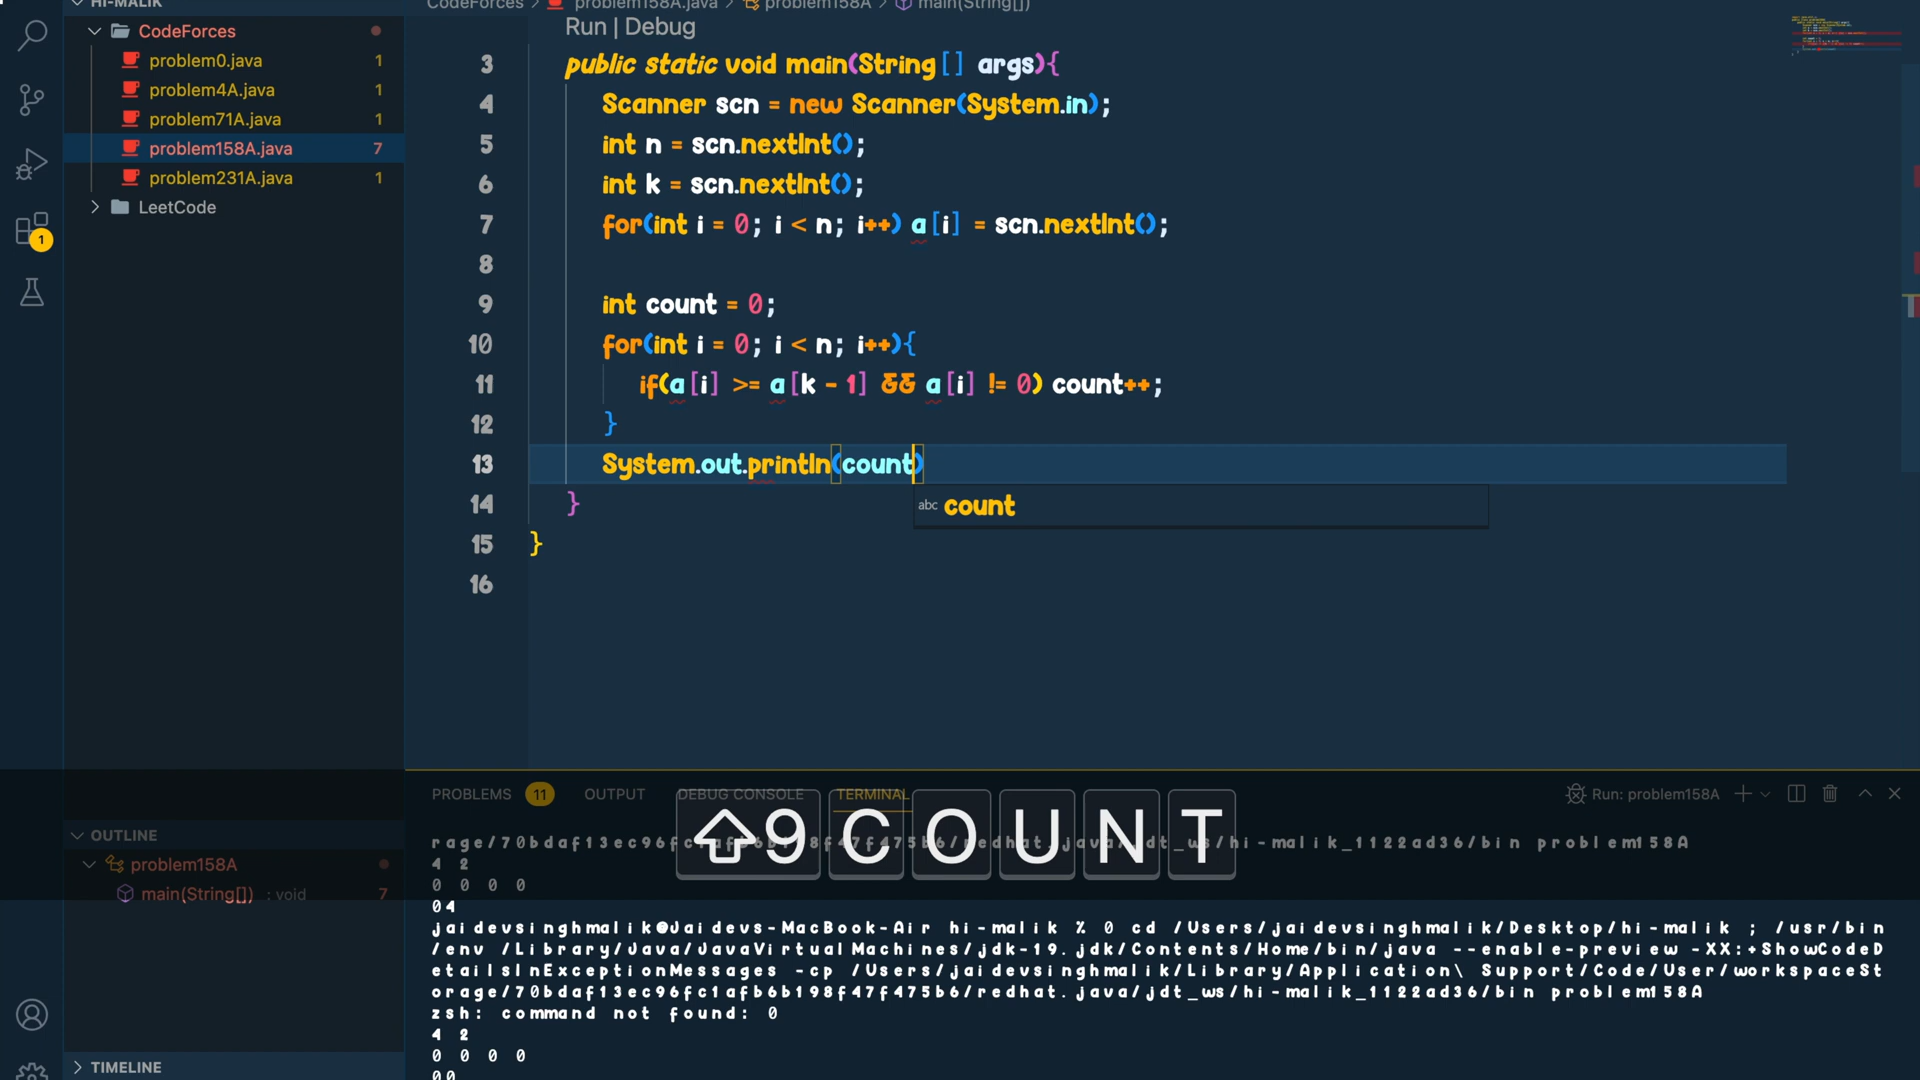 HI-MALIK
CodeForces
problem0.java 1
problem4A.java 1
problem71A.java 1
problem158A.java 7
problem231A.java 1
LeetCode
1
CodeForces > problem158A.java > problem158A > main(String[])
Run | Debug
3 public static void main(String[] args){
4 Scanner scn = new Scanner(System.in);
5 int n = scn.nextInt();
6 int k = scn.nextInt();
7 for(int i = 0; i < n; i++) a[i] = scn.nextInt();
8
9 int count = 0;
10 for(int i = 0; i < n; i++){
11 if(a[i] >= a[k - 1] && a[i] != 0) count++;
12 }
13 System.out.println(count)
14 }
abc count
15 }
16
PROBLEMS 11 OUTPUT DEBUG CONSOLE TERMINAL Run: problem158A
⇧9 C O U N T
OUTLINE
problem158A
main(String[]) : void 7
TIMELINE
rage/70bdaf13ec96fc1afb6b198f47f475b6/redhat.java/jdt_ws/hi-malik_1122ad36/bin problem158A
4 2
0 0 0 0
04
jaidevsinghmalik@Jaidevs-MacBook-Air hi-malik % 0 cd /Users/jaidevsinghmalik/Desktop/hi-malik ; /usr/bin
/env /Library/Java/JavaVirtualMachines/jdk-19.jdk/Contents/Home/bin/java --enable-preview -XX:+ShowCodeD
etailsInExceptionMessages -cp /Users/jaidevsinghmalik/Library/Application\ Support/Code/User/workspaceSt
orage/70bdaf13ec96fc1afb6b198f47f475b6/redhat.java/jdt_ws/hi-malik_1122ad36/bin problem158A
zsh: command not found: 0
4 2
0 0 0 0
00